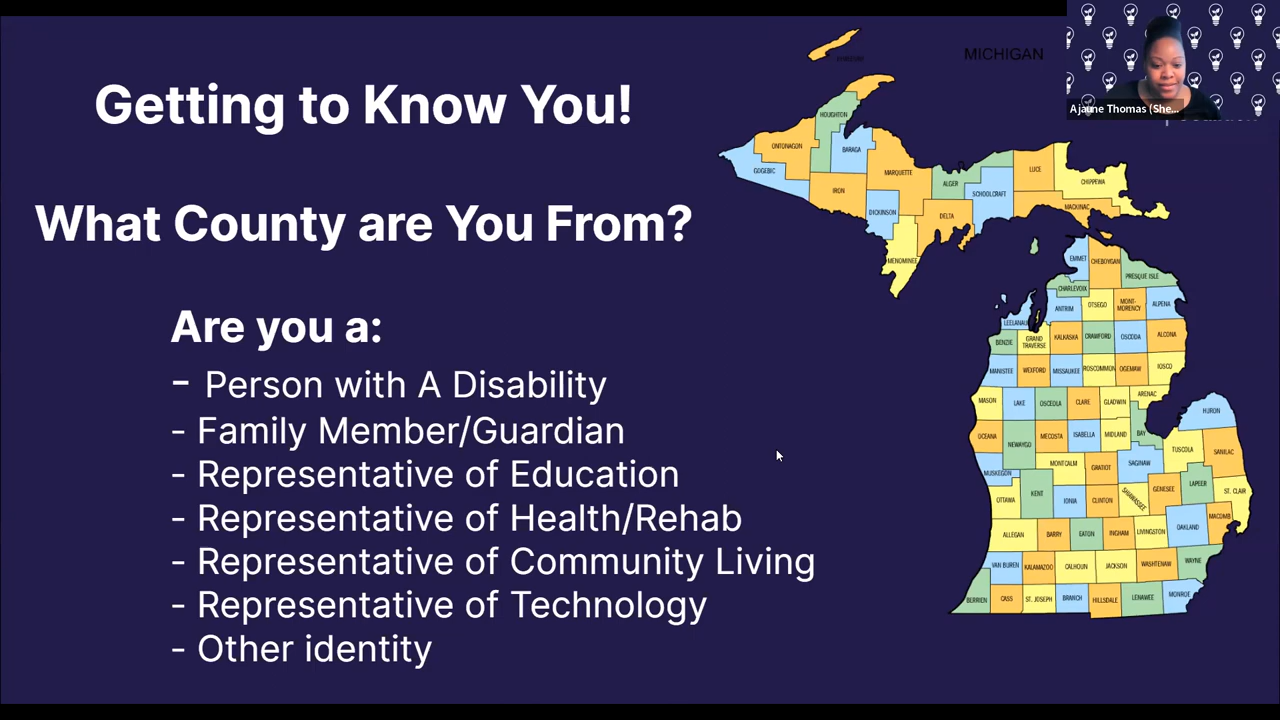 Getting to Know You!
What County are You From?
Are you a:
- Person with A Disability
- Family Member/Guardian
- Representative of Education
- Representative of Health/Rehab
- Representative of Community Living
- Representative of Technology
- Other identity
MICHIGAN
Ajaune Thomas (She...
HOUGHTON
ONTONAGON
BARAGA
GOGEBIC
MARQUETTE
LUCE
ALGER
CHIPPEWA
IRON
SCHOOLCRAFT
DICKINSON
DELTA
MACKINAC
MENOMINEE
EMMET
CHEBOYGAN
PRESQUE ISLE
CHARLEVOIX
ANTRIM
OTSEGO
MONT-
MORENCY
ALPENA
LEELANAU
BENZIE
GRAND
TRAVERSE
KALKASKA
CRAWFORD
OSCODA
ALCONA
MANISTEE
WEXFORD
MISSAUKEE
ROSCOMMON
OGEMAW
IOSCO
ARENAC
MASON
LAKE
OSCEOLA
CLARE
GLADWIN
HURON
OCEANA
NEWAYGO
MECOSTA
ISABELLA
MIDLAND
BAY
TUSCOLA
SANILAC
MUSKEGON
MONTCALM
GRATIOT
SAGINAW
OTTAWA
KENT
IONIA
CLINTON
SHIAWASSEE
GENESEE
LAPEER
ST. CLAIR
ALLEGAN
BARRY
EATON
INGHAM
LIVINGSTON
OAKLAND
MACOMB
VAN BUREN
KALAMAZOO
CALHOUN
JACKSON
WASHTENAW
WAYNE
BERRIEN
CASS
ST. JOSEPH
BRANCH
HILLSDALE
LENAWEE
MONROE